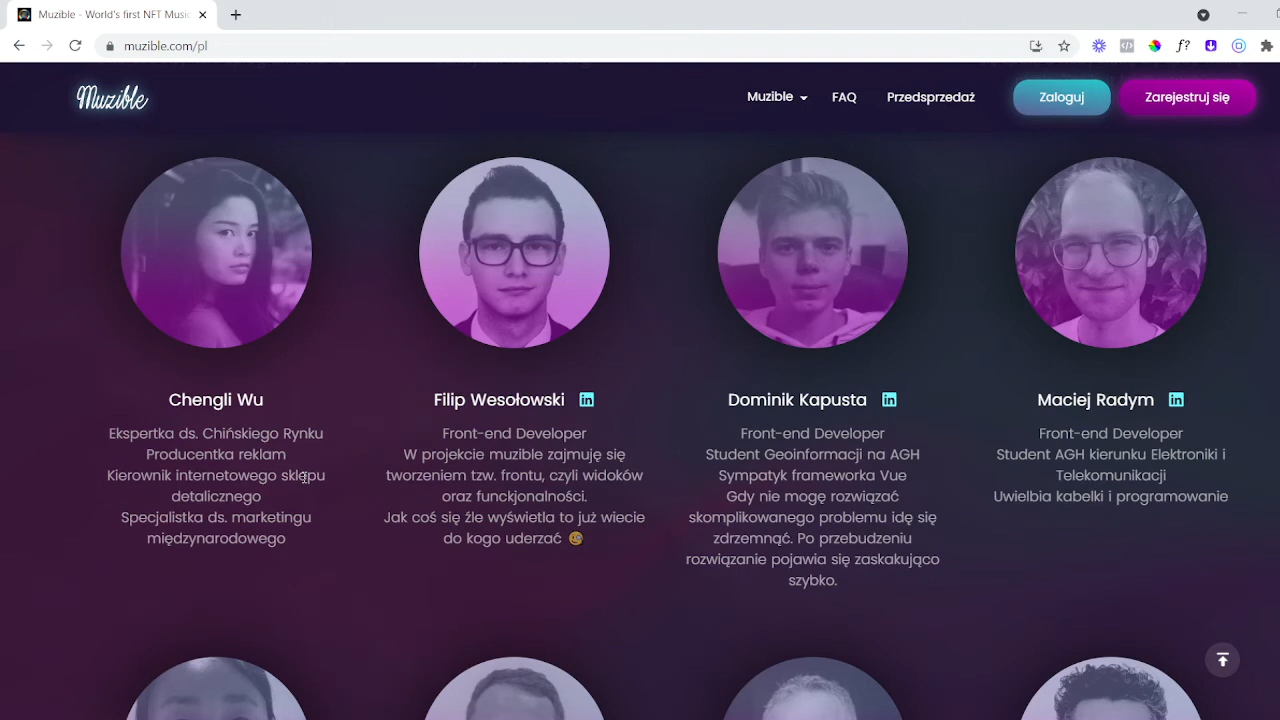 Muzible - World's first NFT Music
muzible.com/pl
f?
Muzible
Muzible
FAQ
Przedsprzedaż
Zaloguj
Zarejestruj się
Chengli Wu
Ekspertka ds. Chińskiego Rynku
Producentka reklam
Kierownik internetowego sklepu
detalicznego
Specjalistka ds. marketingu
międzynarodowego
Filip Wesołowski in
Front-end Developer
W projekcie muzible zajmuję się
tworzeniem tzw. frontu, czyli widoków
oraz funckjonalności.
Jak coś się źle wyświetla to już wiecie
do kogo uderzać 🧐
Dominik Kapusta in
Front-end Developer
Student Geoinformacji na AGH
Sympatyk frameworka Vue
Gdy nie mogę rozwiązać
skomplikowanego problemu idę się
zdrzemnąć. Po przebudzeniu
rozwiązanie pojawia się zaskakująco
szybko.
Maciej Radym in
Front-end Developer
Student AGH kierunku Elektroniki i
Telekomunikacji
Uwielbia kabelki i programowanie